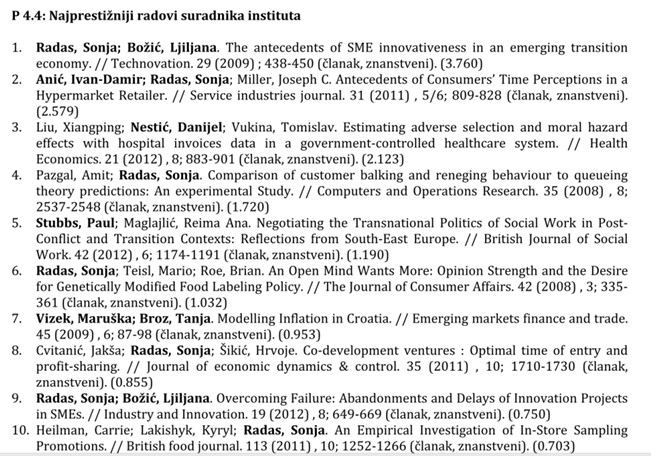 P 4.4: Najprestižniji radovi suradnika instituta
1. Radas, Sonja; Božić, Ljiljana. The antecedents of SME innovativeness in an emerging transition
economy. // Technovation. 29 (2009) ; 438-450 (članak, znanstveni). (3.760)
2. Anić, Ivan-Damir; Radas, Sonja; Miller, Joseph C. Antecedents of Consumers' Time Perceptions in a
Hypermarket Retailer. // Service industries journal. 31 (2011) , 5/6; 809-828 (članak, znanstveni).
(2.579)
3. Liu, Xiangping; Nestić, Danijel; Vukina, Tomislav. Estimating adverse selection and moral hazard
effects with hospital invoices data in a government-controlled healthcare system. // Health
Economics. 21 (2012) , 8; 883-901 (članak, znanstveni). (2.123)
4. Pazgal, Amit; Radas, Sonja. Comparison of customer balking and reneging behaviour to queueing
theory predictions: An experimental Study. // Computers and Operations Research. 35 (2008) , 8;
2537-2548 (članak, znanstveni). (1.720)
5. Stubbs, Paul; Maglajlić, Reima Ana. Negotiating the Transnational Politics of Social Work in Post-
Conflict and Transition Contexts: Reflections from South-East Europe. // British Journal of Social
Work. 42 (2012) , 6; 1174-1191 (članak, znanstveni). (1.190)
6. Radas, Sonja; Teisl, Mario; Roe, Brian. An Open Mind Wants More: Opinion Strength and the Desire
for Genetically Modified Food Labeling Policy. // The Journal of Consumer Affairs. 42 (2008) , 3; 335-
361 (članak, znanstveni). (1.032)
7. Vizek, Maruška; Broz, Tanja. Modelling Inflation in Croatia. // Emerging markets finance and trade.
45 (2009) , 6; 87-98 (članak, znanstveni). (0.953)
8. Cvitanić, Jakša; Radas, Sonja; Šikić, Hrvoje. Co-development ventures : Optimal time of entry and
profit-sharing. // Journal of economic dynamics & control. 35 (2011) , 10; 1710-1730 (članak,
znanstveni). (0.855)
9. Radas, Sonja; Božić, Ljiljana. Overcoming Failure: Abandonments and Delays of Innovation Projects
in SMEs. // Industry and Innovation. 19 (2012) , 8; 649-669 (članak, znanstveni). (0.750)
10. Heilman, Carrie; Lakishyk, Kyryl; Radas, Sonja. An Empirical Investigation of In-Store Sampling
Promotions. // British food journal. 113 (2011) , 10; 1252-1266 (članak, znanstveni). (0.703)